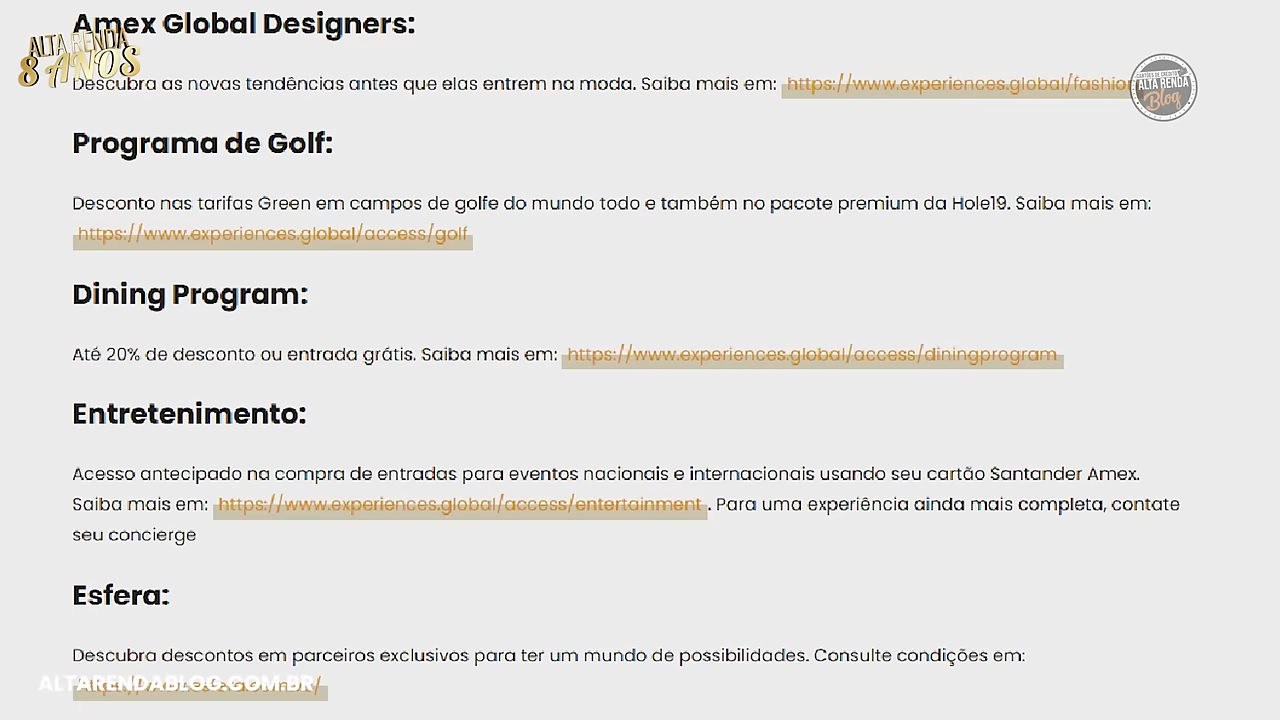 Amex Global Designers:
ALTA RENDA
8 ANOS
Descubra as novas tendências antes que elas entrem na moda. Saiba mais em: https://www.experiences.global/fashion
CARTÕES DE CRÉDITOS
ALTA RENDA
Blog
Programa de Golf:
Desconto nas tarifas Green em campos de golfe do mundo todo e também no pacote premium da Hole19. Saiba mais em:
https://www.experiences.global/access/golf
Dining Program:
Até 20% de desconto ou entrada grátis. Saiba mais em: https://www.experiences.global/access/diningprogram
Entretenimento:
Acesso antecipado na compra de entradas para eventos nacionais e internacionais usando seu cartão Santander Amex.
Saiba mais em: https://www.experiences.global/access/entertainment . Para uma experiência ainda mais completa, contate
seu concierge
Esfera:
Descubra descontos em parceiros exclusivos para ter um mundo de possibilidades. Consulte condições em:
ALTARENDABLOG.COM.BR